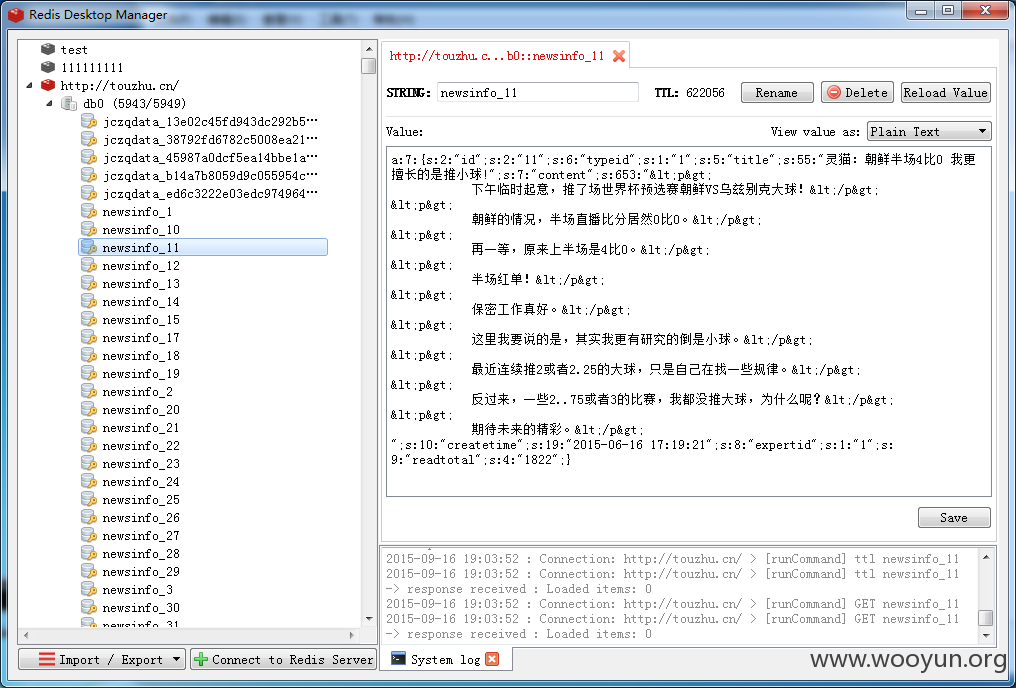 Redis Desktop Manager
test
111111111
http://touzhu.cn/
db0 (5943/5949)
jczqdata_13e02c45fd943dc292b5···
jczqdata_38792fd6782c5008ea21···
jczqdata_45987a0dcf5ea14bbe1a···
jczqdata_b14a7b8059d9c055954c···
jczqdata_ed6c3222e03edc974964···
newsinfo_1
newsinfo_10
newsinfo_11
newsinfo_12
newsinfo_13
newsinfo_14
newsinfo_15
newsinfo_17
newsinfo_18
newsinfo_19
newsinfo_2
newsinfo_20
newsinfo_21
newsinfo_22
newsinfo_23
newsinfo_24
newsinfo_25
newsinfo_26
newsinfo_27
newsinfo_28
newsinfo_29
newsinfo_3
newsinfo_30
newsinfo_31
Import / Export
Connect to Redis Server
http://touzhu.c...b0::newsinfo_11
STRING: newsinfo_11 TTL: 622056 Rename Delete Reload Value
Value: View value as: Plain Text
a:7:{s:2:"id";s:2:"11";s:6:"typeid";s:1:"1";s:5:"title";s:55:"灵猫：朝鲜半场4比0 我更
擅长的是推小球!";s:7:"content";s:653:"&lt;p&gt;
下午临时起意，推了场世界杯预选赛朝鲜VS乌兹别克大球！&lt;/p&gt;
&lt;p&gt;
朝鲜的情况，半场直播比分居然0比0。&lt;/p&gt;
&lt;p&gt;
再一等，原来上半场是4比0。&lt;/p&gt;
&lt;p&gt;
半场红单！&lt;/p&gt;
&lt;p&gt;
保密工作真好。&lt;/p&gt;
&lt;p&gt;
这里我要说的是，其实我更有研究的倒是小球。&lt;/p&gt;
&lt;p&gt;
最近连续推2或者2.25的大球，只是自己在找一些规律。&lt;/p&gt;
&lt;p&gt;
反过来，一些2..75或者3的比赛，我都没推大球，为什么呢？&lt;/p&gt;
&lt;p&gt;
期待未来的精彩。&lt;/p&gt;
";s:10:"createtime";s:19:"2015-06-16 17:19:21";s:8:"expertid";s:1:"1";s:
9:"readtotal";s:4:"1822";}
Save
2015-09-16 19:03:52 : Connection: http://touzhu.cn/ > [runCommand] ttl newsinfo_11
2015-09-16 19:03:52 : Connection: http://touzhu.cn/ > [runCommand] ttl newsinfo_11
-> response received : Loaded items: 0
2015-09-16 19:03:52 : Connection: http://touzhu.cn/ > [runCommand] GET newsinfo_11
2015-09-16 19:03:52 : Connection: http://touzhu.cn/ > [runCommand] GET newsinfo_11
-> response received : Loaded items: 0
System log
www.wooyun.org